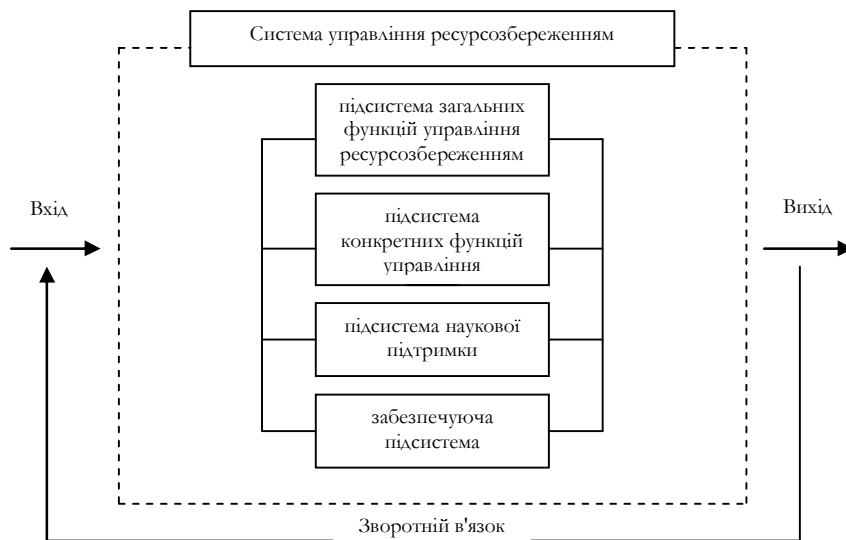 Система управління ресурсозбереженням
підсистема загальних
функцій управління
ресурсозбереженням
Вхід
підсистема
конкретних функцій
управління
Вихід
підсистема наукової
підтримки
забезпечуюча
підсистема
Зворотній в'язок